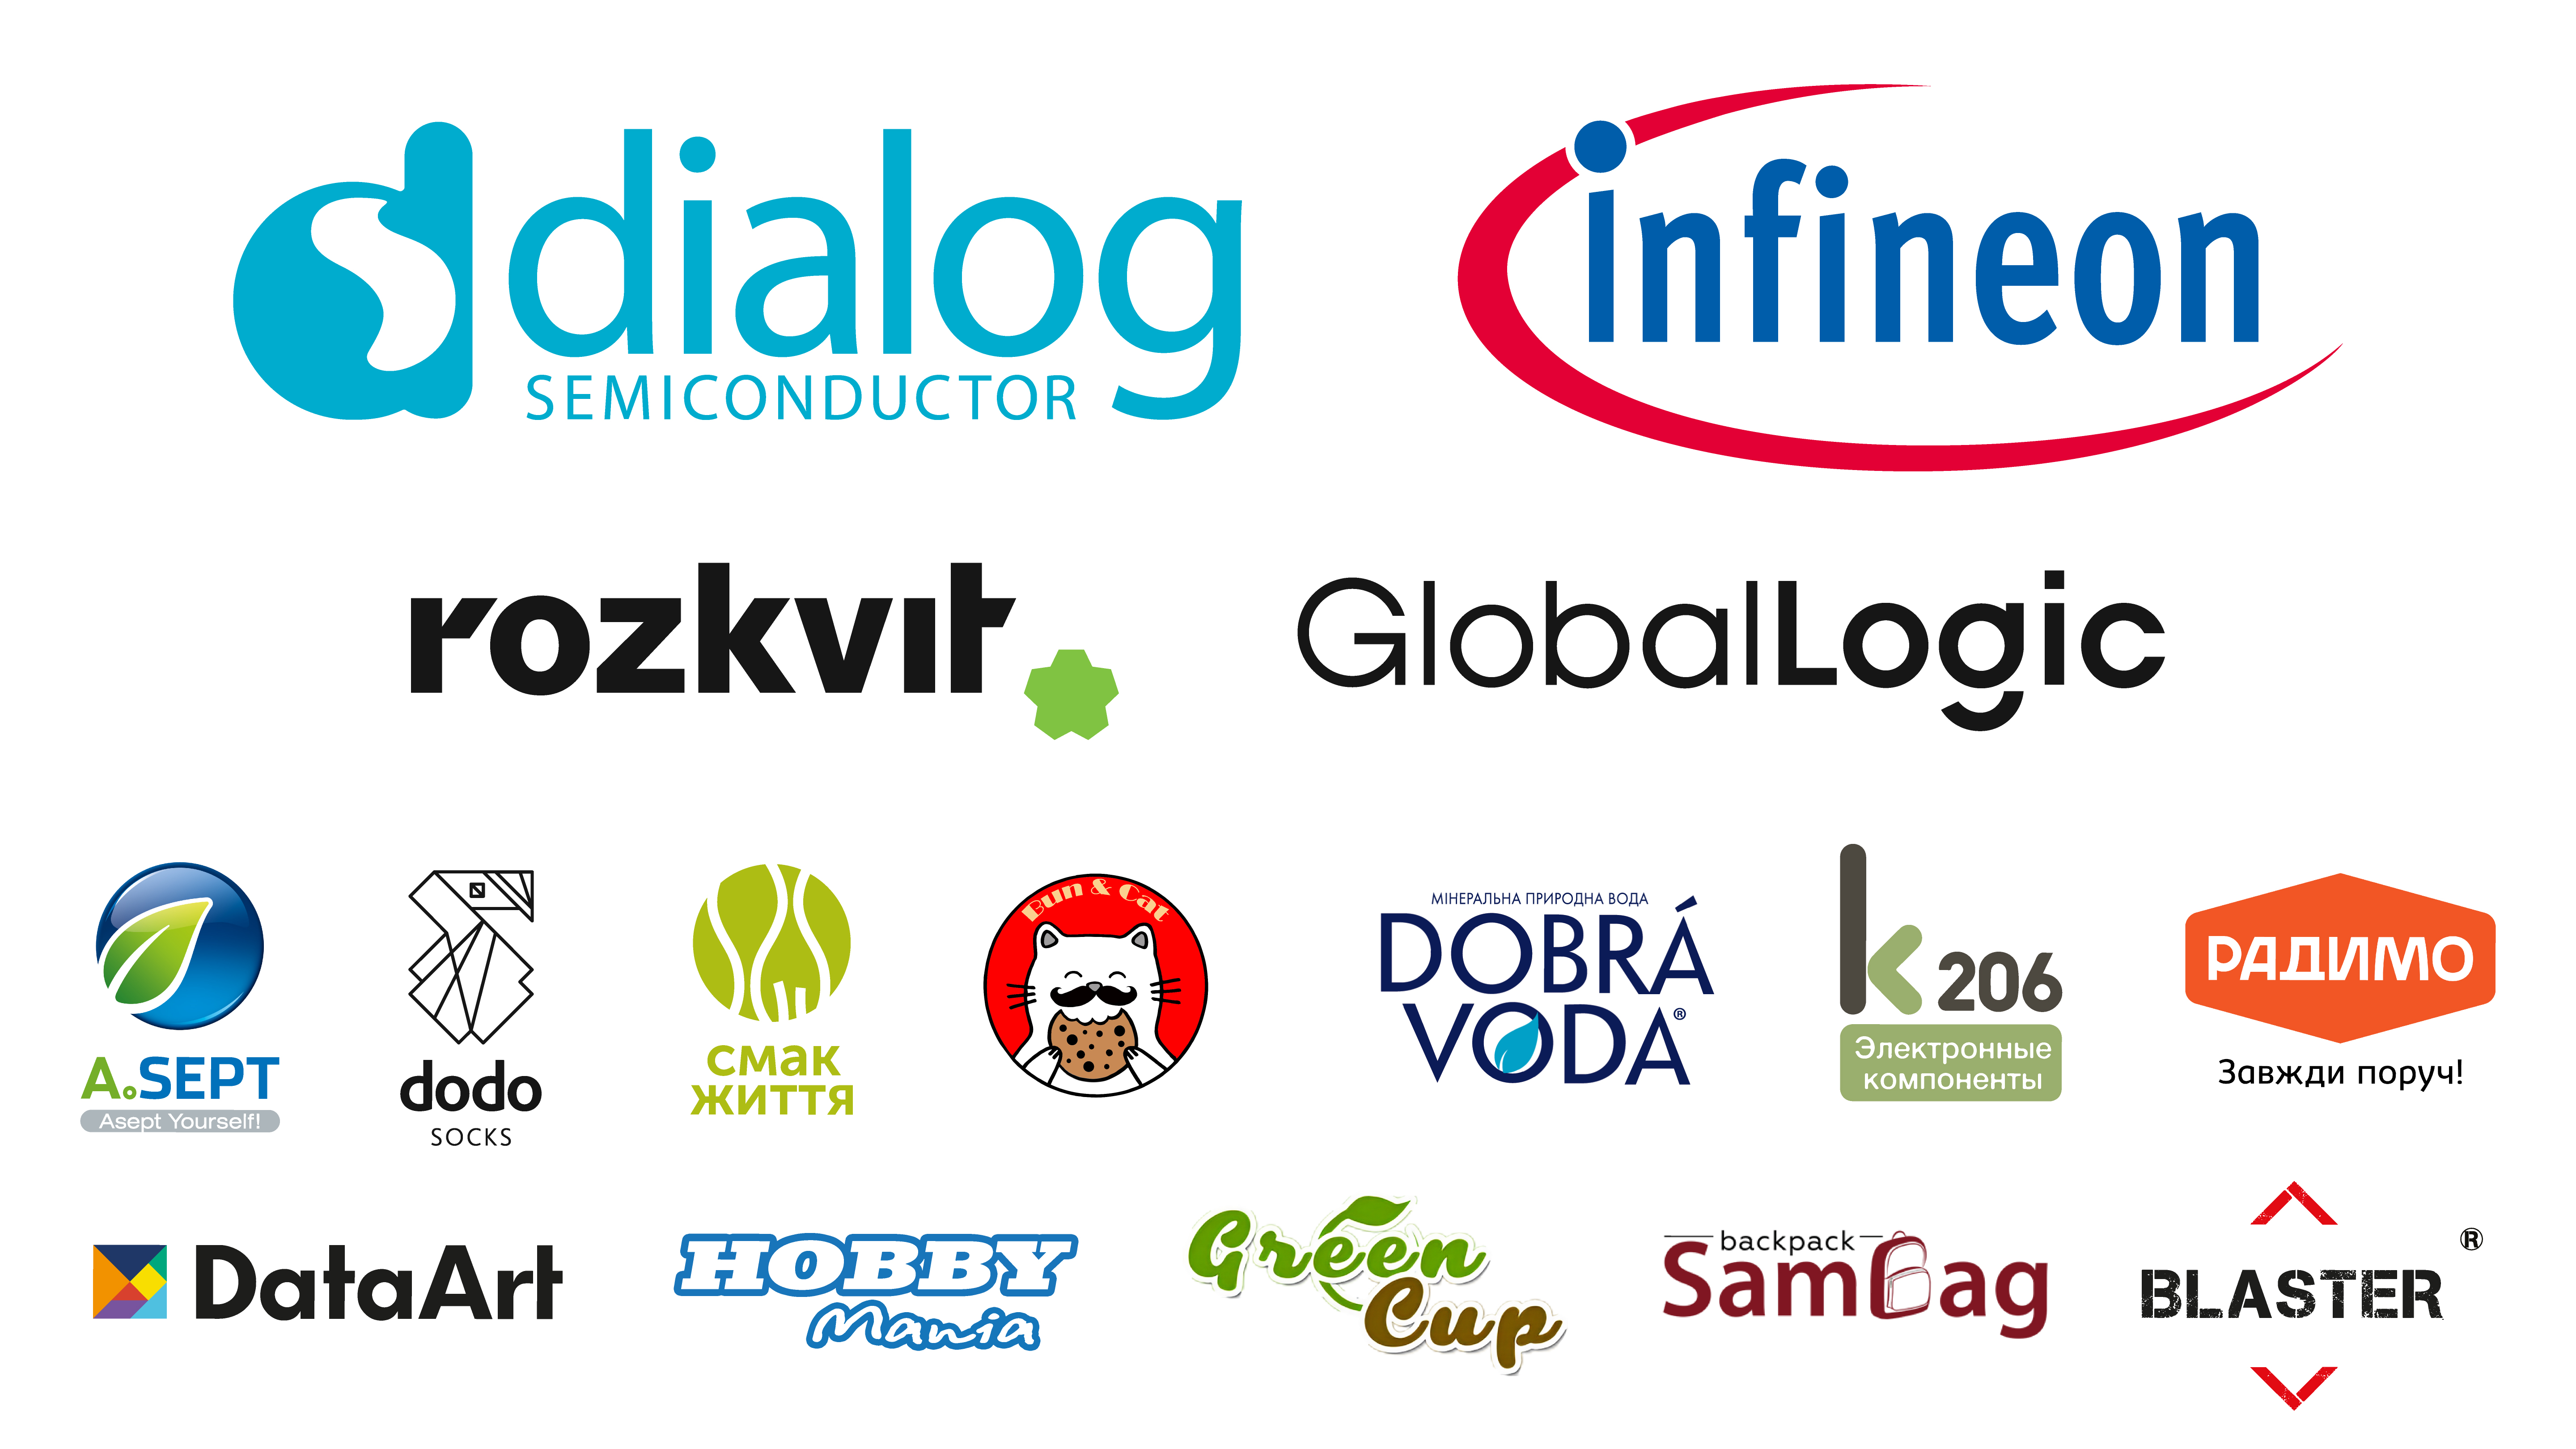 dialog
SEMICONDUCTOR
infineon
rozkvit
GlobalLogic
A.SEPT
Asept Yourself!
dodo
SOCKS
смак
життя
Bun & Cat
МІНЕРАЛЬНА ПРИРОДНА ВОДА
DOBRÁ
VODA®
k206
Электронные
компоненты
РАДИМО
Завжди поруч!
DataArt
HOBBY
Mania
Green
Cup
backpack
SamBag
BLASTER ®